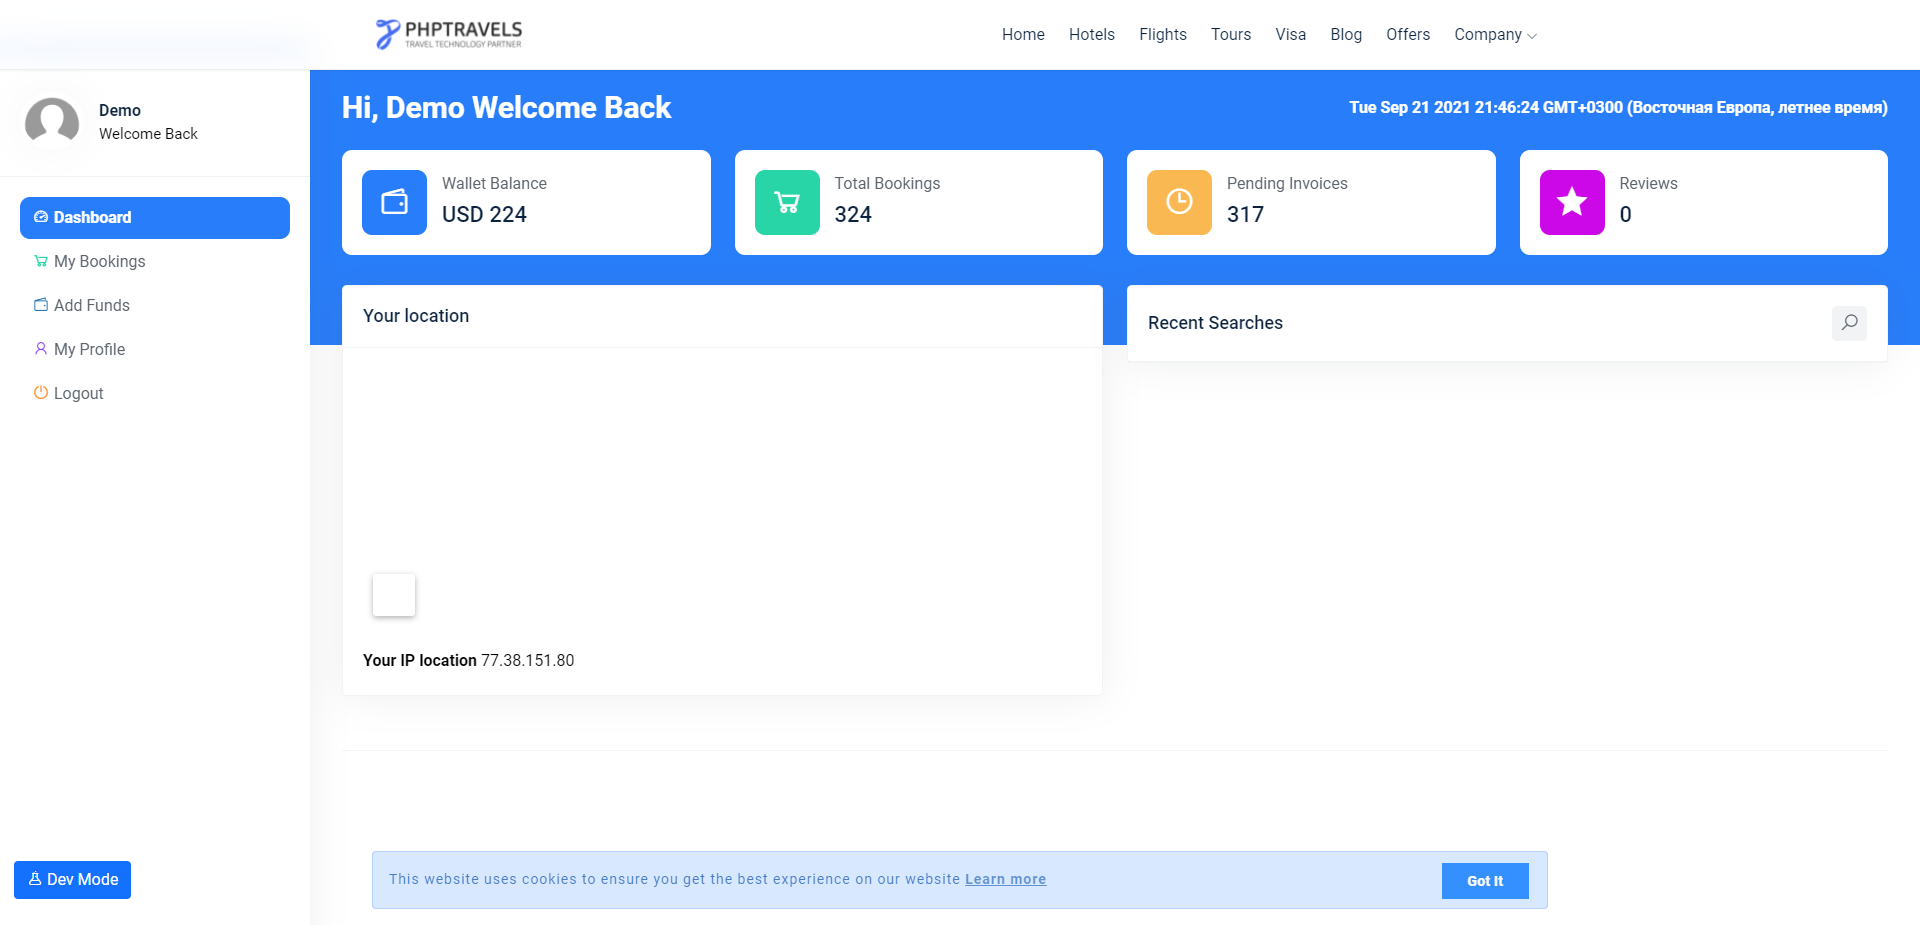 PHPTRAVELS
TRAVEL TECHNOLOGY PARTNER
Home Hotels Flights Tours Visa Blog Offers Company
Demo
Welcome Back
Dashboard
My Bookings
Add Funds
My Profile
Logout
Dev Mode
Hi, Demo Welcome Back
Tue Sep 21 2021 21:46:24 GMT+0300 (Восточная Европа, летнее время)
Wallet Balance
USD 224
Total Bookings
324
Pending Invoices
317
Reviews
0
Your location
Your IP location 77.38.151.80
Recent Searches
This website uses cookies to ensure you get the best experience on our website Learn more
Got It